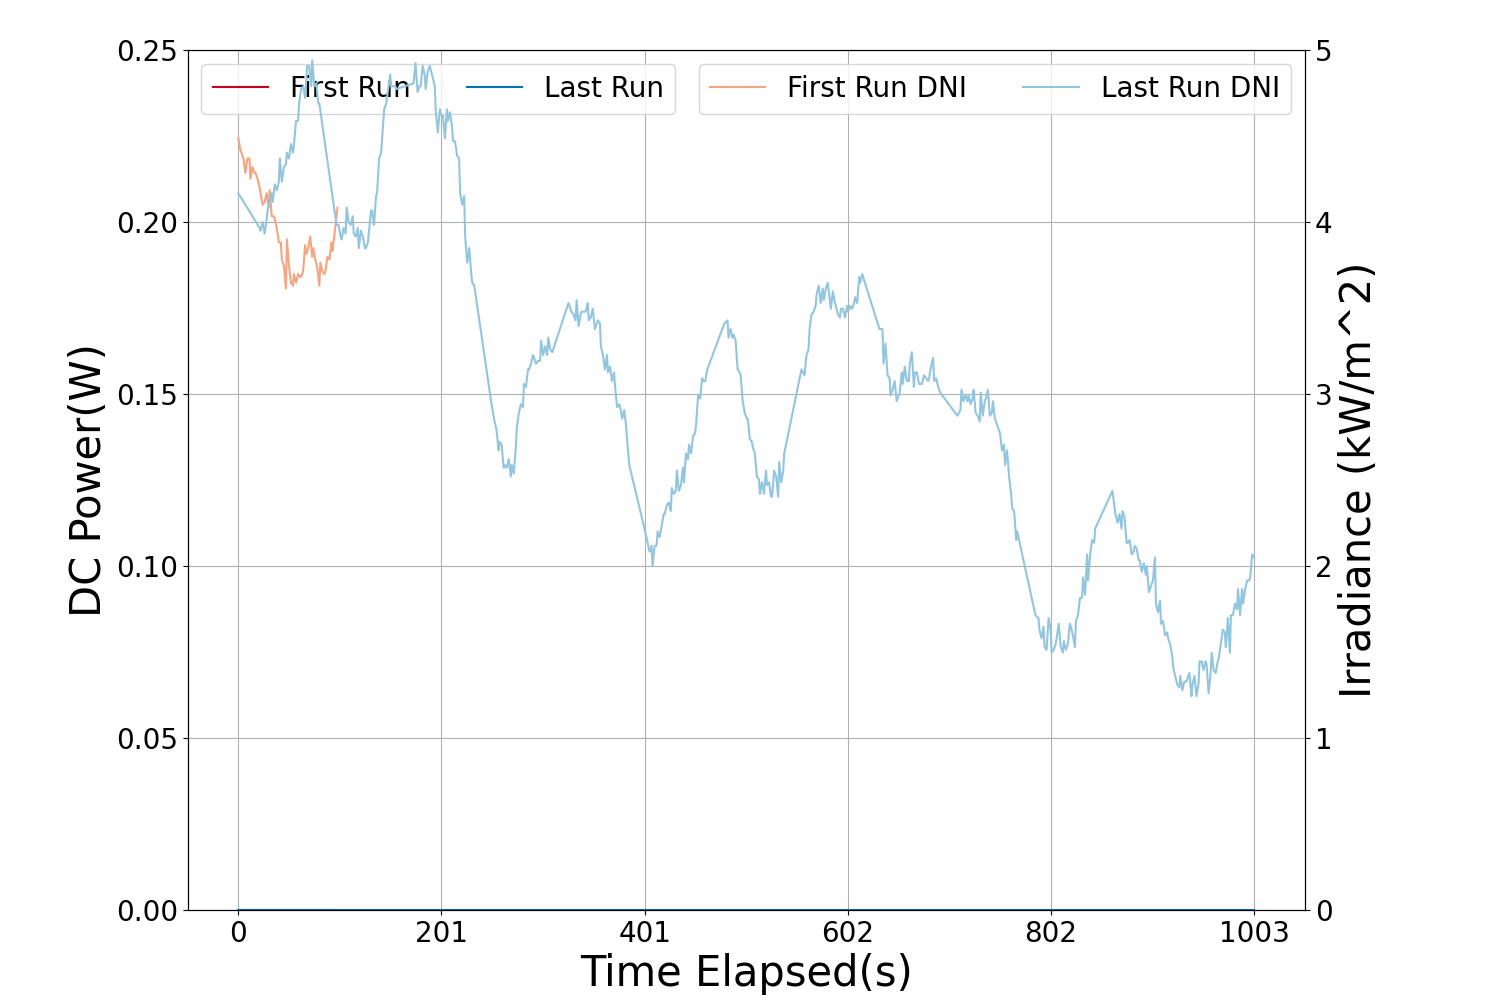 First Run
Last Run
First Run DNI
Last Run DNI
0.25
0.20
0.15
0.10
0.05
0.00
DC Power(W)
5
4
3
2
1
0
Irradiance (kW/m^2)
0 201 401 602 802 1003
Time Elapsed(s)